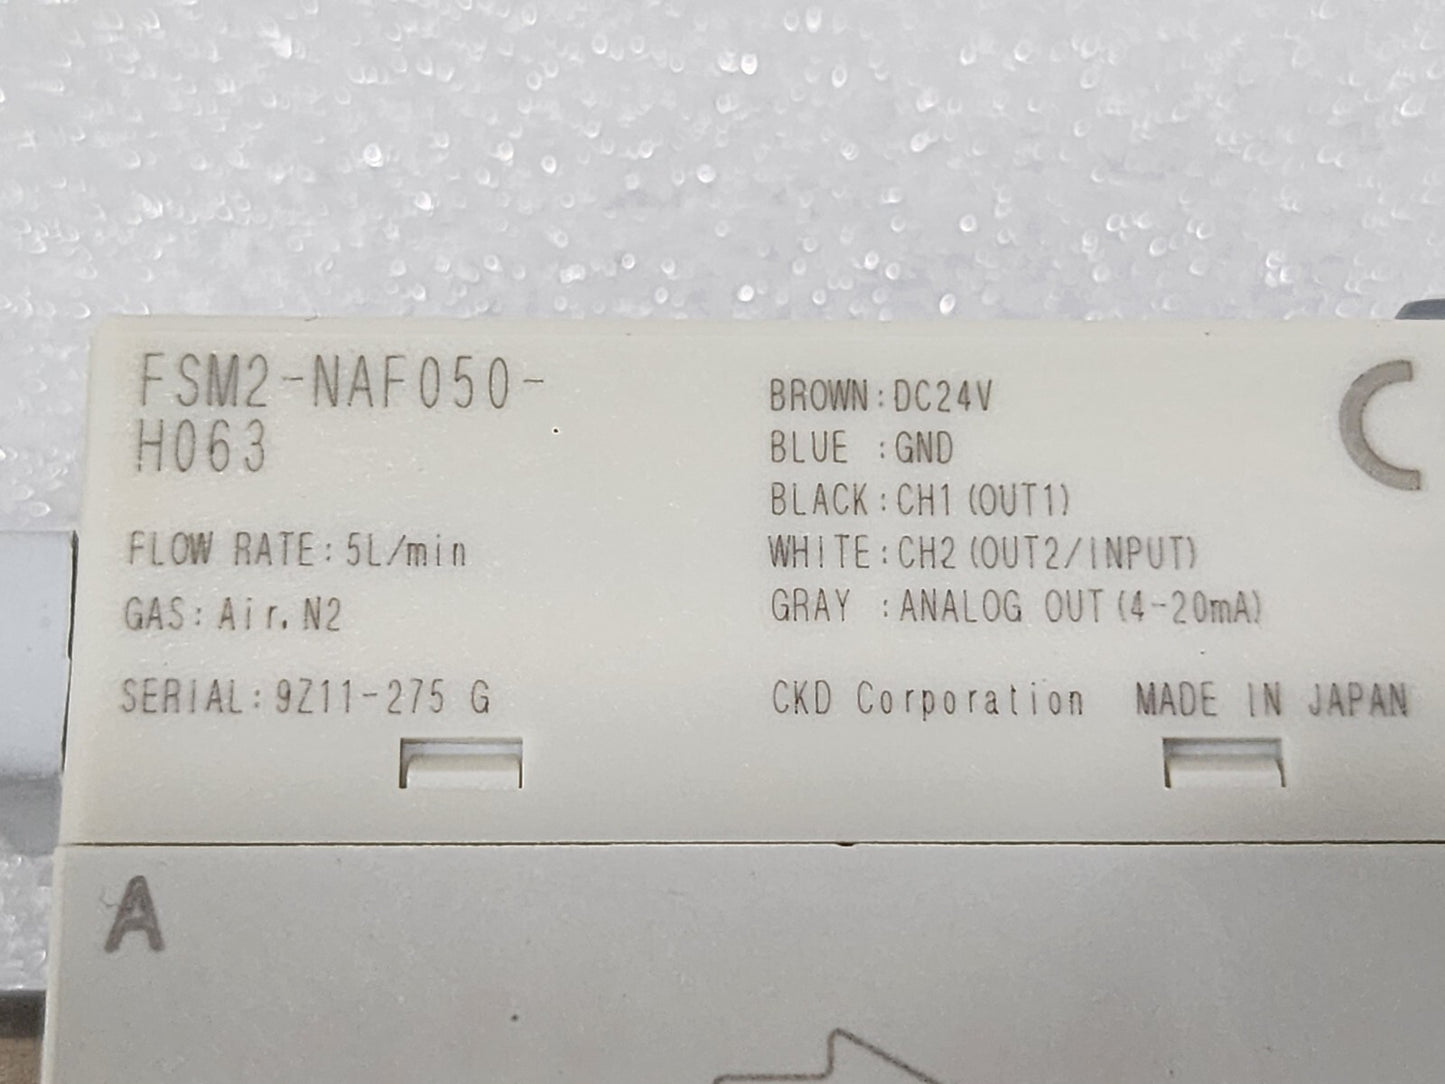 FSM2-NAF050-
H063
FLOW RATE:5L/min
GAS:Air.N2
SERIAL:9Z11-275 G
BROWN:DC24V
BLUE :GND
BLACK:CH1(OUT1)
WHITE:CH2(OUT2/INPUT)
GRAY :ANALOG OUT(4-20mA)
CKD Corporation MADE IN JAPAN
C
A